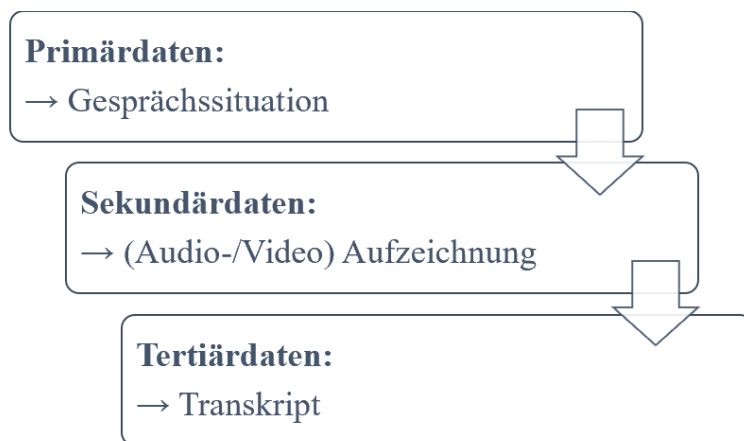 Primärdaten:
→ Gesprächssituation
Sekundärdaten:
→ (Audio-/Video) Aufzeichnung
Tertiärdaten:
→ Transkript